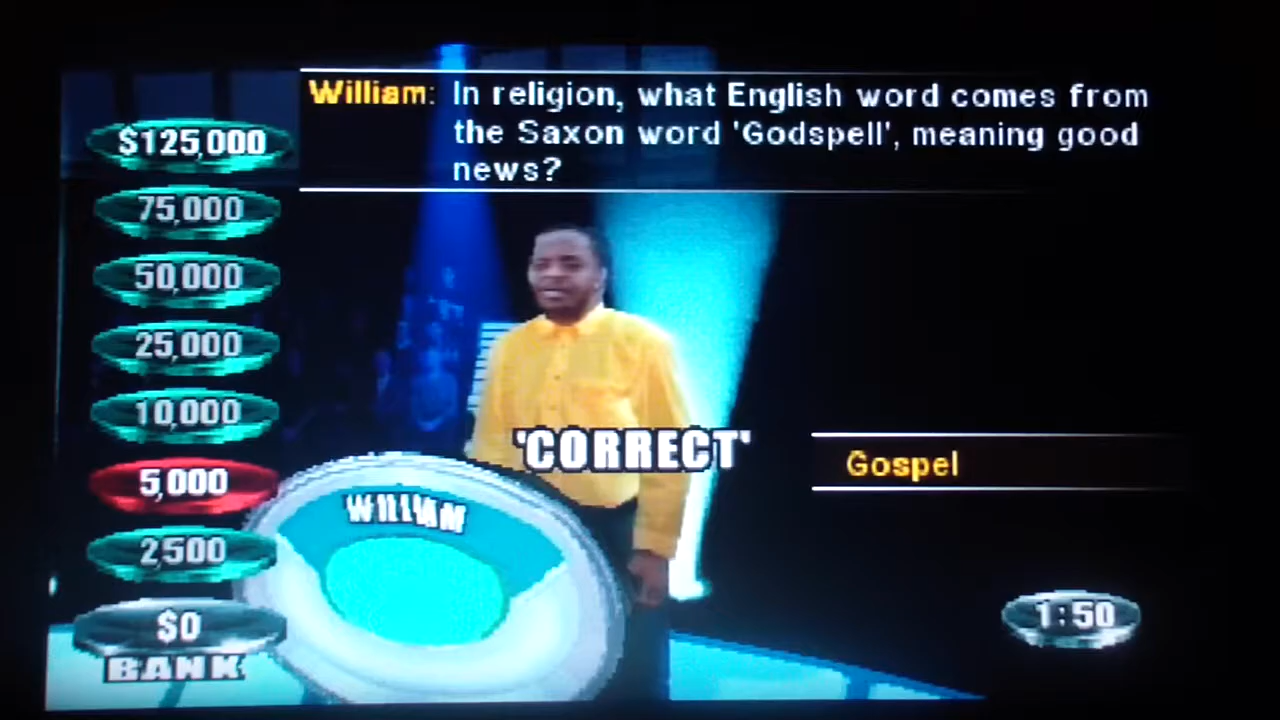 William: In religion, what English word comes from
the Saxon word 'Godspell', meaning good
news?
$125,000
75,000
50,000
25,000
10,000
5,000
2,500
$0
BANK
WILLIAM
'CORRECT'
Gospel
1:50